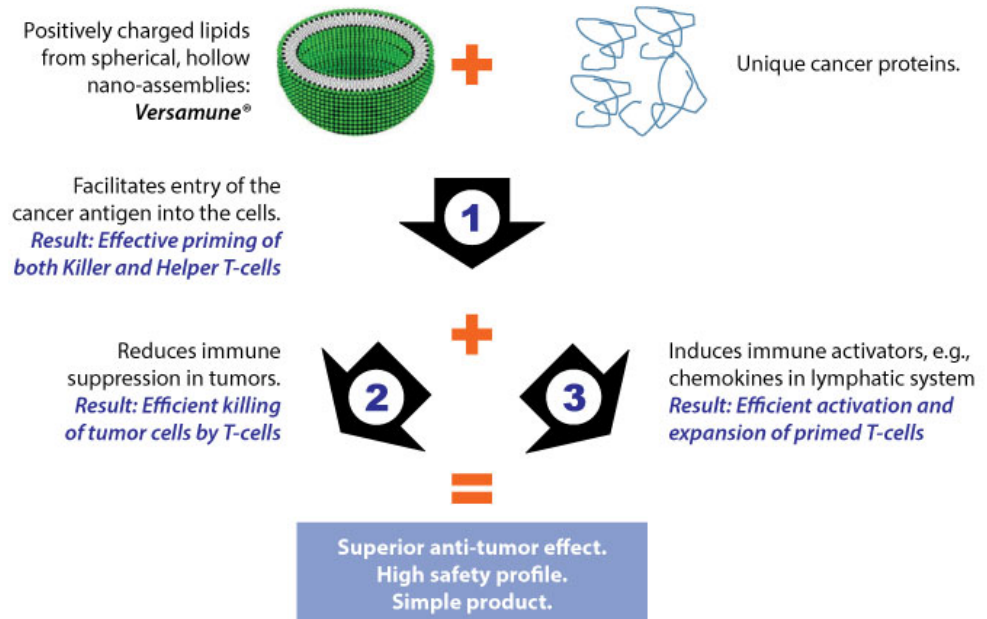 Positively charged lipids
from spherical, hollow
nano-assemblies:
Versamune®
+
Unique cancer proteins.
Facilitates entry of the
cancer antigen into the cells.
Result: Effective priming of
both Killer and Helper T-cells
1
+
Reduces immune
suppression in tumors.
Result: Efficient killing
of tumor cells by T-cells
2
3
Induces immune activators, e.g.,
chemokines in lymphatic system
Result: Efficient activation and
expansion of primed T-cells
=
Superior anti-tumor effect.
High safety profile.
Simple product.